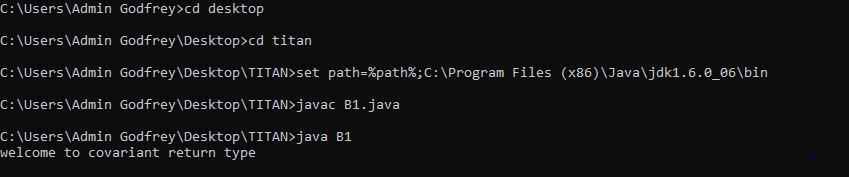 C:\Users\Admin Godfrey>cd desktop
C:\Users\Admin Godfrey\Desktop>cd titan
C:\Users\Admin Godfrey\Desktop\TITAN>set path=%path%;C:\Program Files (x86)\Java\jdk1.6.0_06\bin
C:\Users\Admin Godfrey\Desktop\TITAN>javac B1.java
C:\Users\Admin Godfrey\Desktop\TITAN>java B1
welcome to covariant return type